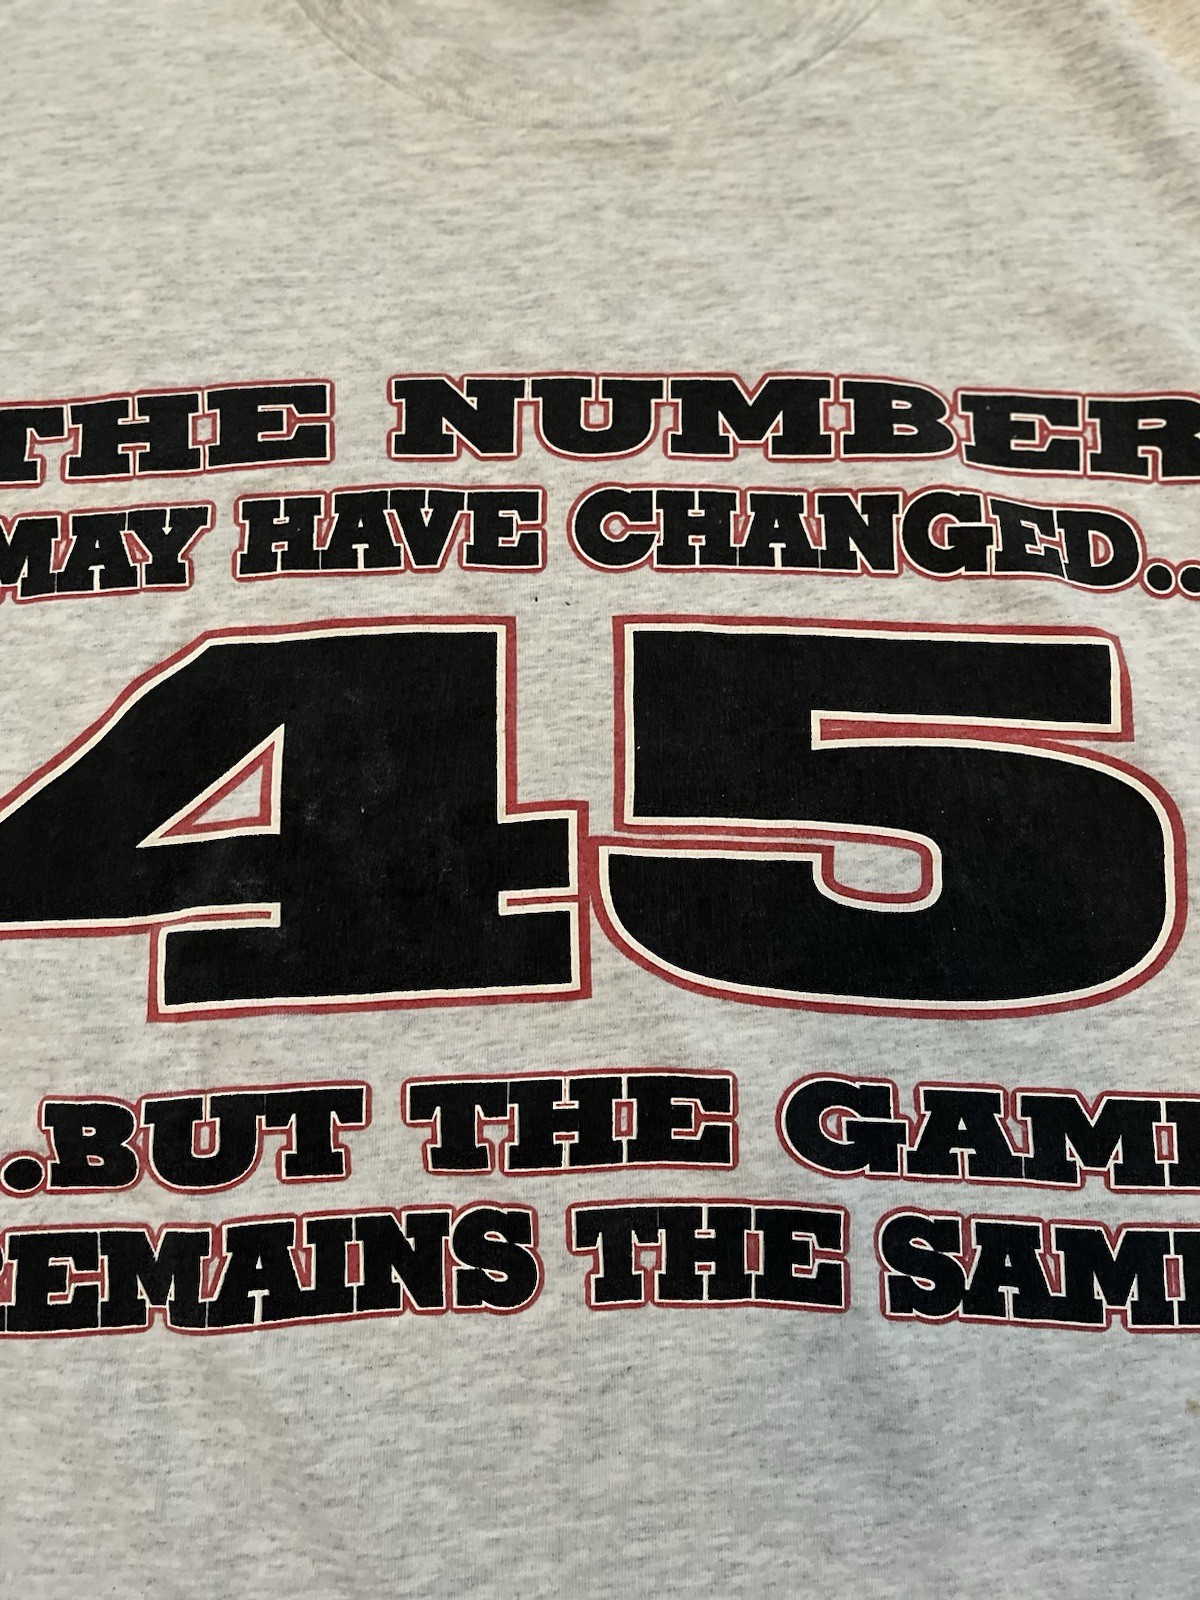 THE NUMBER
MAY HAVE CHANGED..
45
..BUT THE GAME
REMAINS THE SAME